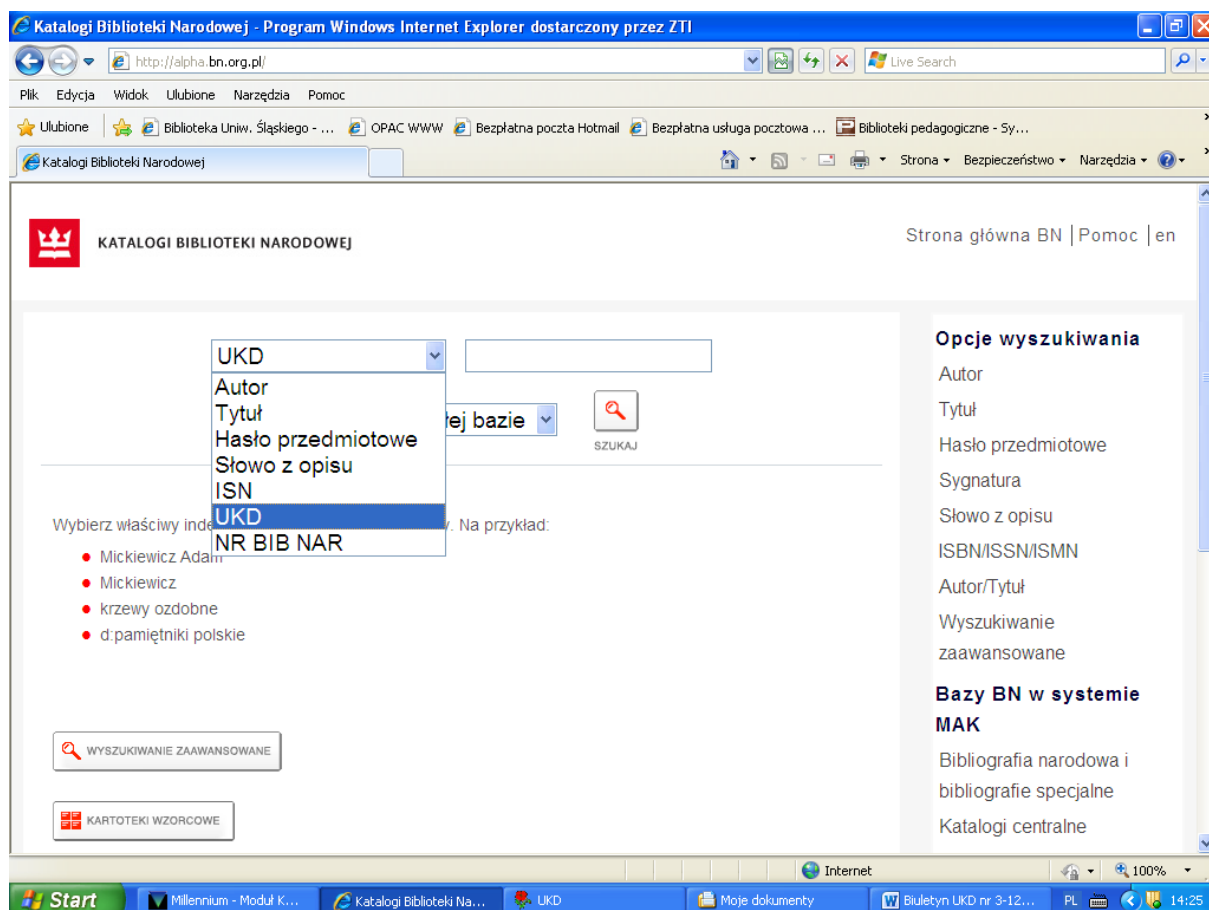 Katalogi Biblioteki Narodowej - Program Windows Internet Explorer dostarczony przez ZTI
http://alpha.bn.org.pl/
Live Search
Plik Edycja Widok Ulubione Narzędzia Pomoc
Ulubione Biblioteka Uniw. Śląskiego - ... OPAC WWW Bezpłatna poczta Hotmail Bezpłatna usługa pocztowa ... Biblioteki pedagogiczne - Sy...
Katalogi Biblioteki Narodowej
Strona Bezpieczeństwo Narzędzia
KATALOGI BIBLIOTEKI NARODOWEJ
Strona główna BN | Pomoc | en
UKD
Autor
Tytuł
Hasło przedmiotowe
Słowo z opisu
ISN
UKD
NR BIB NAR
łej bazie
SZUKAJ
Wybierz właściwy inde y. Na przykład:
Mickiewicz Adam
Mickiewicz
krzewy ozdobne
d:pamiętniki polskie
WYSZUKIWANIE ZAAWANSOWANE
KARTOTEKI WZORCOWE
Opcje wyszukiwania
Autor
Tytuł
Hasło przedmiotowe
Sygnatura
Słowo z opisu
ISBN/ISSN/ISMN
Autor/Tytuł
Wyszukiwanie
zaawansowane
Bazy BN w systemie
MAK
Bibliografia narodowa i
bibliografie specjalne
Katalogi centralne
Internet
100%
Start
Millennium - Moduł K...
Katalogi Biblioteki Na...
UKD
Moje dokumenty
Biuletyn UKD nr 3-12...
PL
14:25